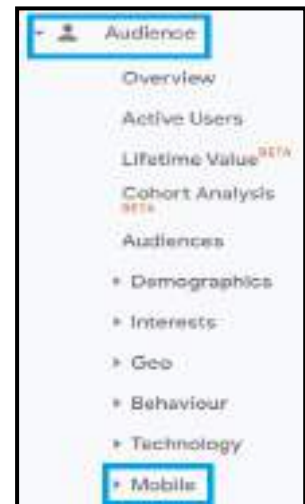 Audience
Overview
Active Users
Lifetime Value BETA
Cohort Analysis
BETA
Audiences
Demographics
Interests
Geo
Behaviour
Technology
Mobile